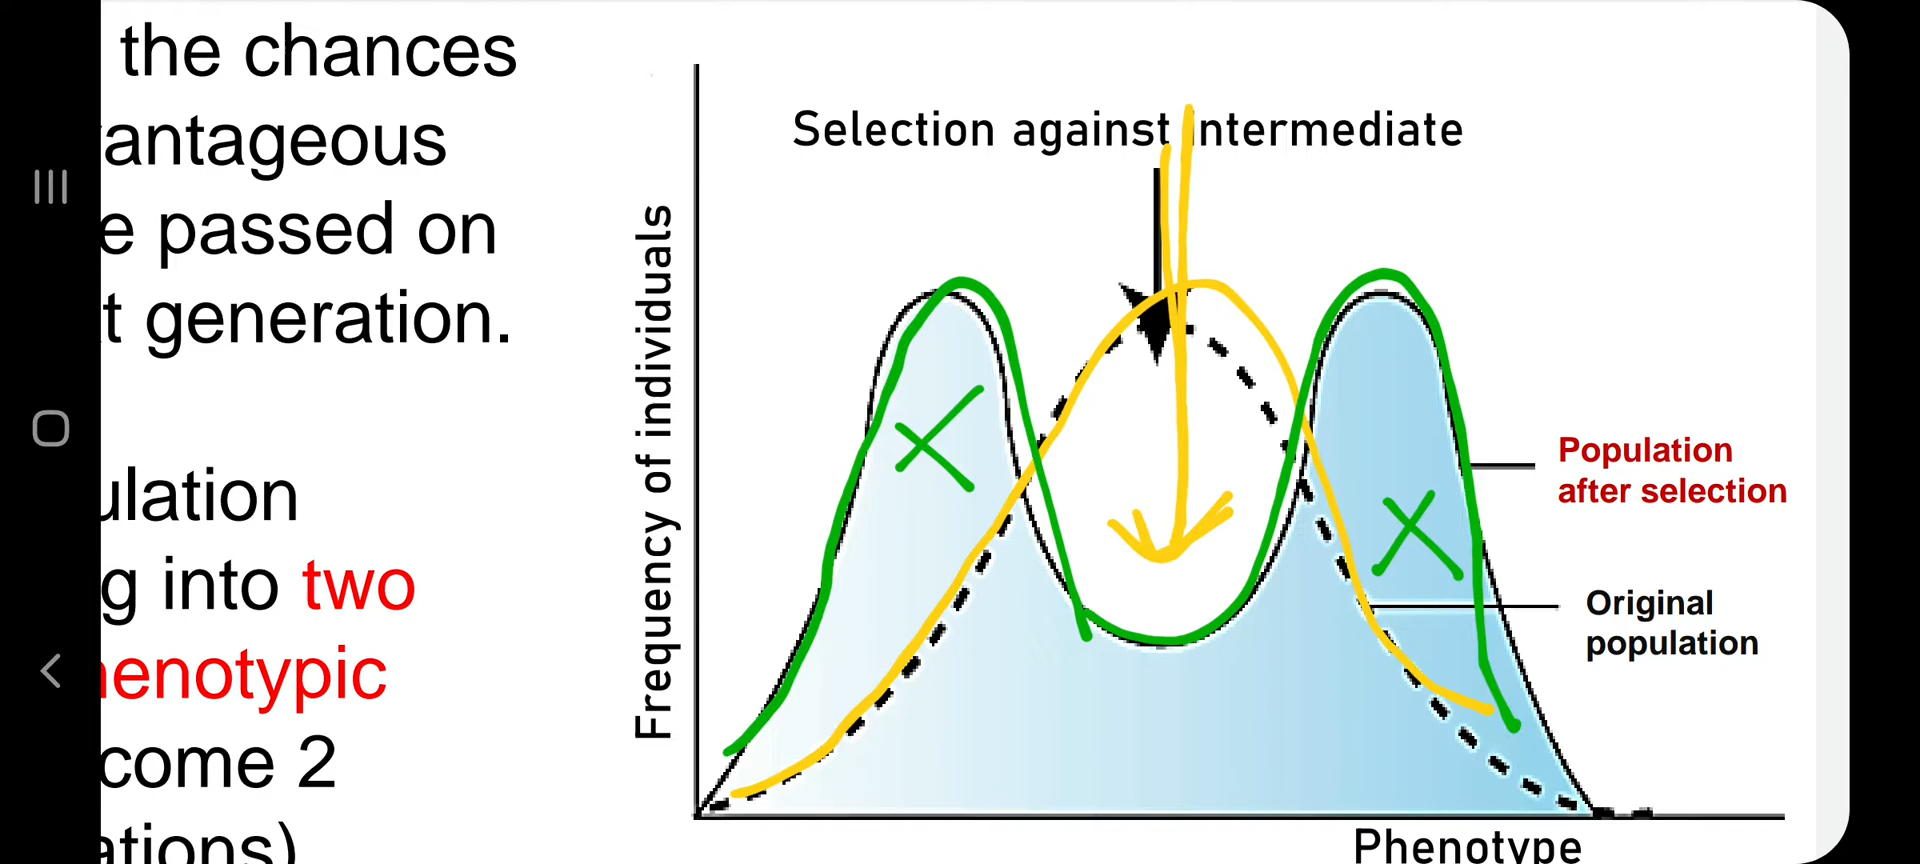 the chances
antageous
e passed on
t generation.
ulation
g into two
enotypic
come 2
ations)
Selection against intermediate
Frequency of individuals
Population
after selection
Original
population
Phenotype